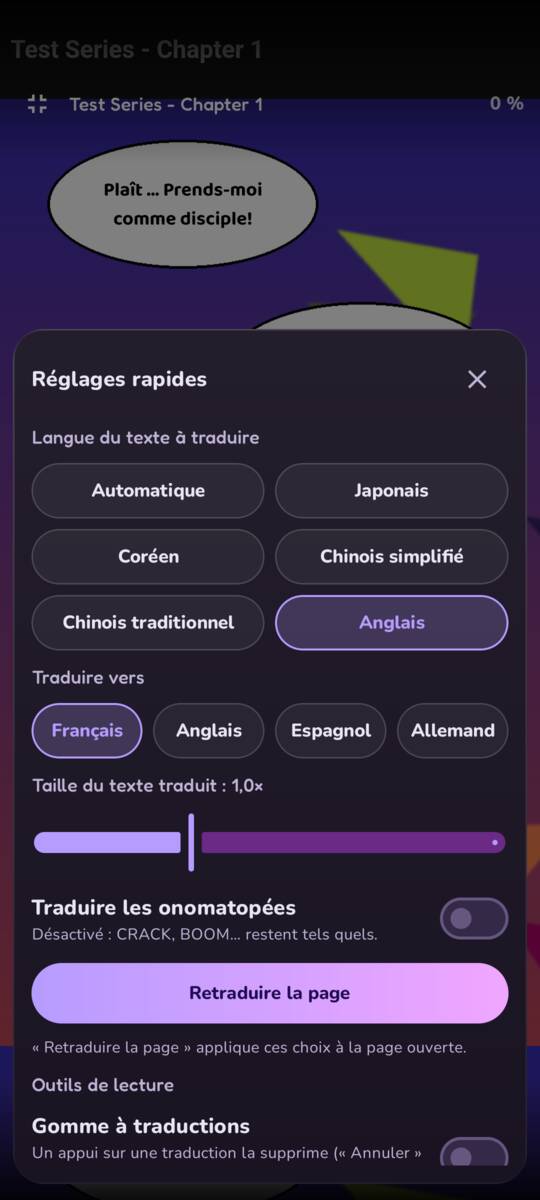 Test Series - Chapter 1
Test Series - Chapter 1
0 %
Plaît ... Prends-moi
comme disciple!
Réglages rapides
Langue du texte à traduire
Automatique
Japonais
Coréen
Chinois simplifié
Chinois traditionnel
Anglais
Traduire vers
Français
Anglais
Espagnol
Allemand
Taille du texte traduit : 1,0×
Traduire les onomatopées
Désactivé : CRACK, BOOM... restent tels quels.
Retraduire la page
« Retraduire la page » applique ces choix à la page ouverte.
Outils de lecture
Gomme à traductions
Un appui sur une traduction la supprime (« Annuler »